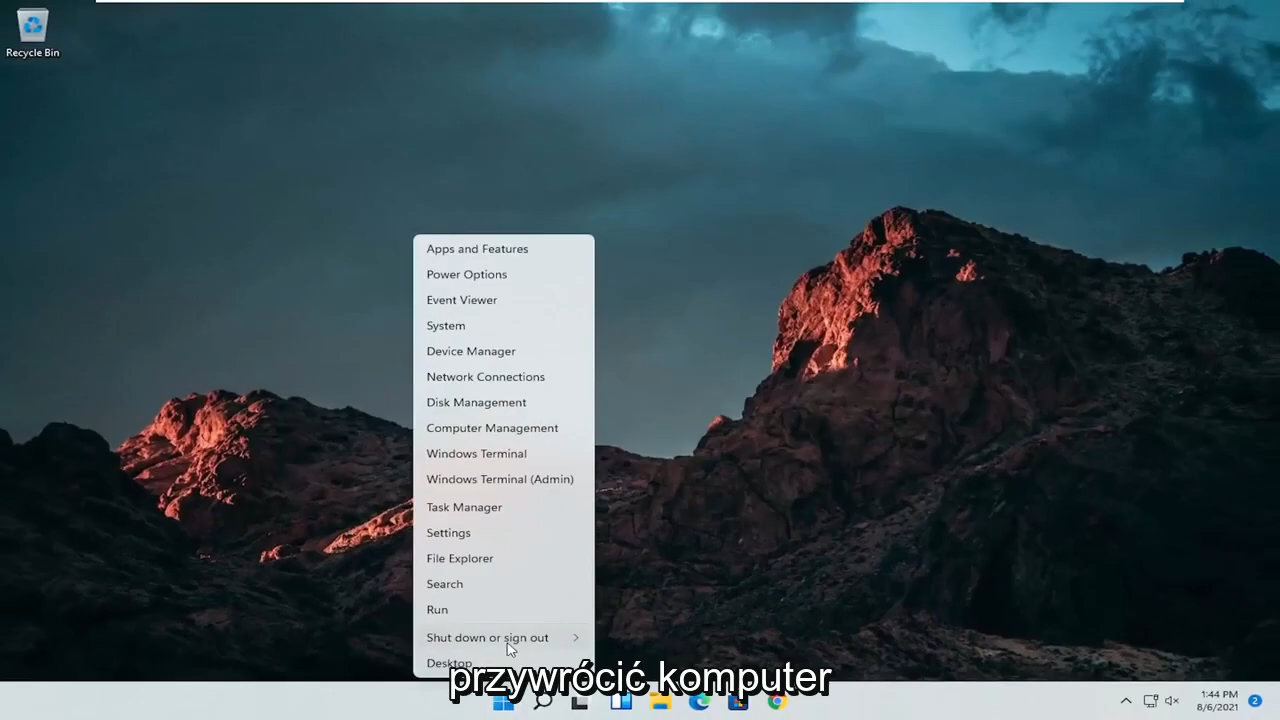 Recycle Bin
Apps and Features
Power Options
Event Viewer
System
Device Manager
Network Connections
Disk Management
Computer Management
Windows Terminal
Windows Terminal (Admin)
Task Manager
Settings
File Explorer
Search
Run
Shut down or sign out
Desktop
przywrócić komputer
1:44 PM
8/6/2021
2